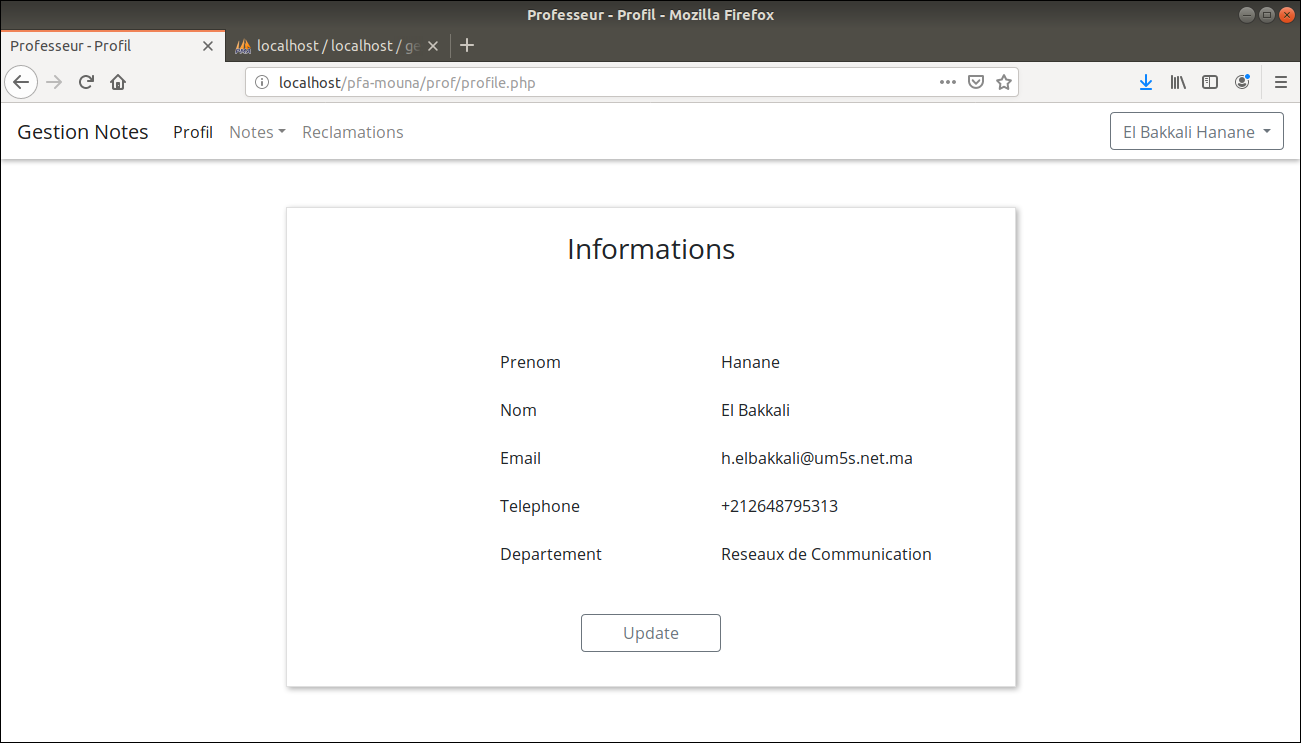 Professeur - Profil - Mozilla Firefox
Professeur - Profil
localhost / localhost / ge
localhost/pfa-mouna/prof/profile.php
Gestion Notes Profil Notes Reclamations El Bakkali Hanane
Informations
Prenom Hanane
Nom El Bakkali
Email h.elbakkali@um5s.net.ma
Telephone +212648795313
Departement Reseaux de Communication
Update